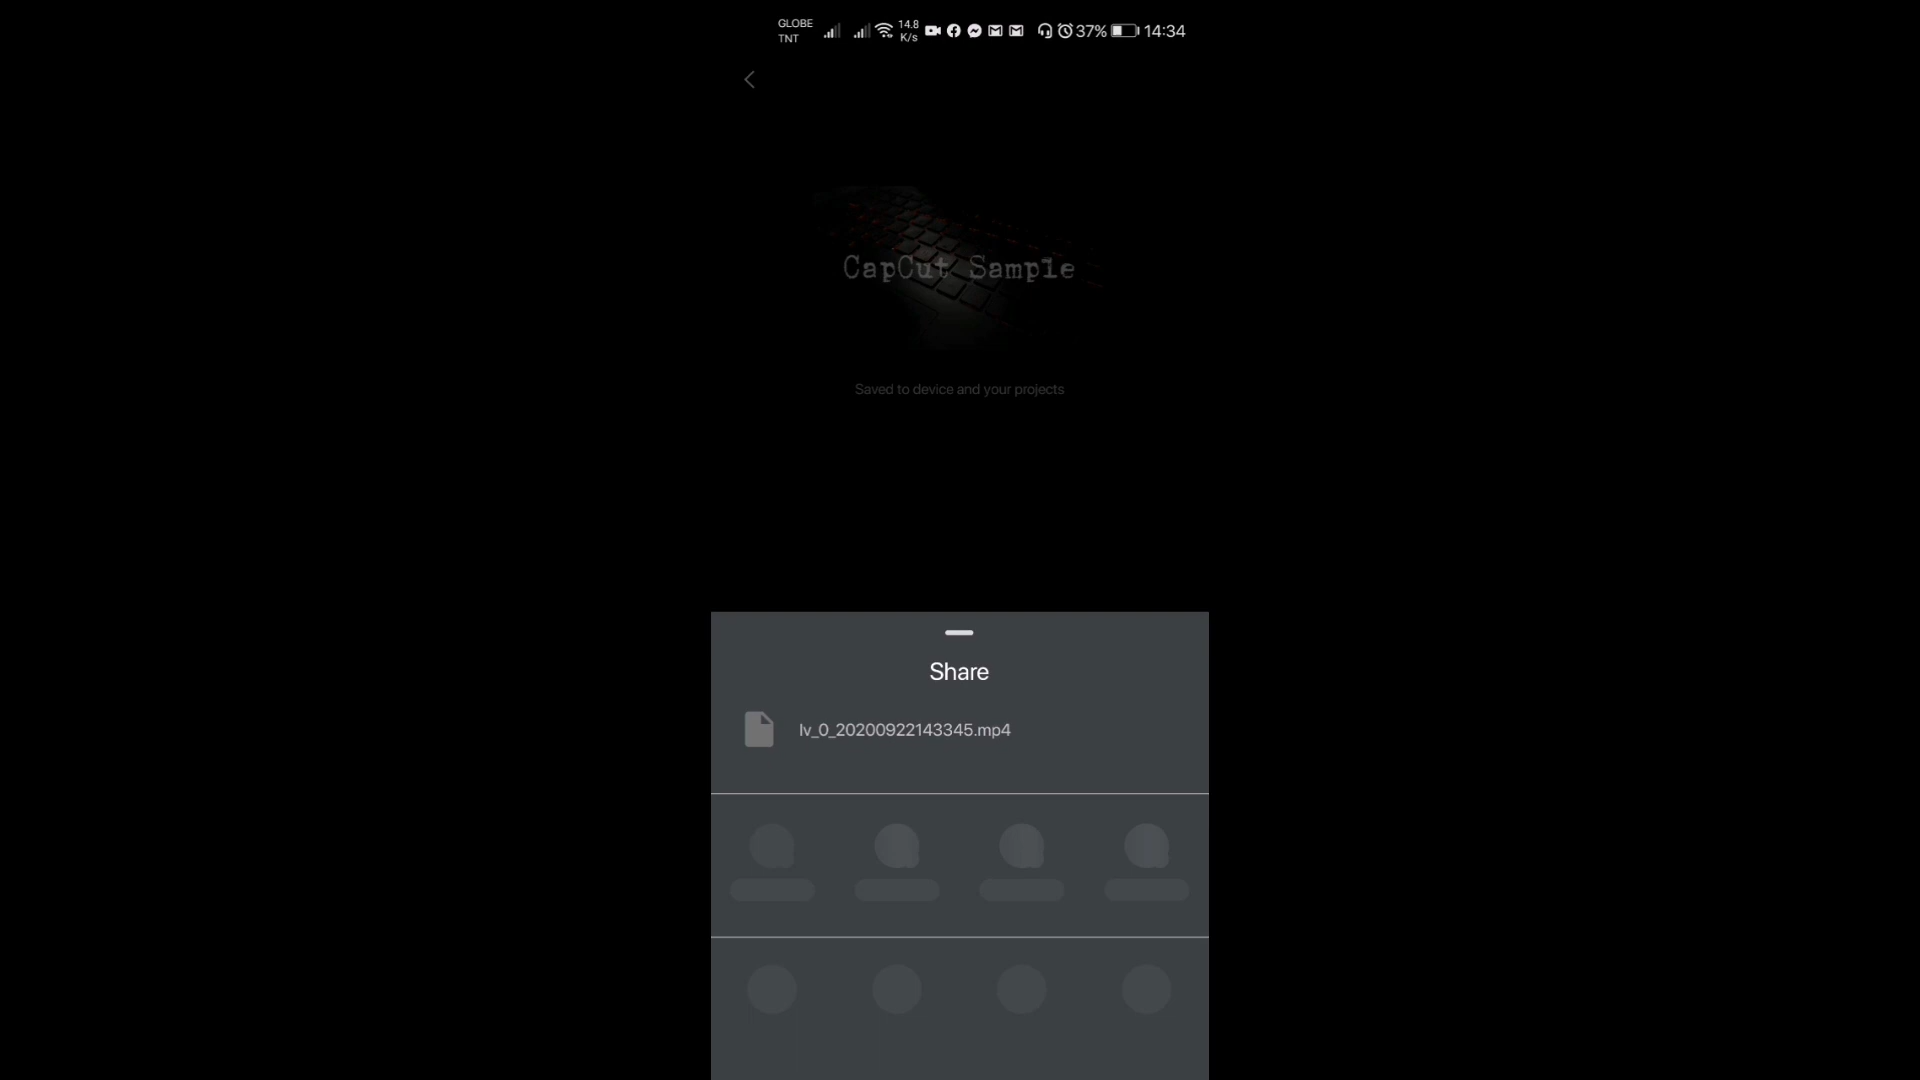 GLOBE
TNT
14.8
K/s
37%
14:34
CapCut Sample
Saved to device and your projects
Share
lv_0_20200922143345.mp4